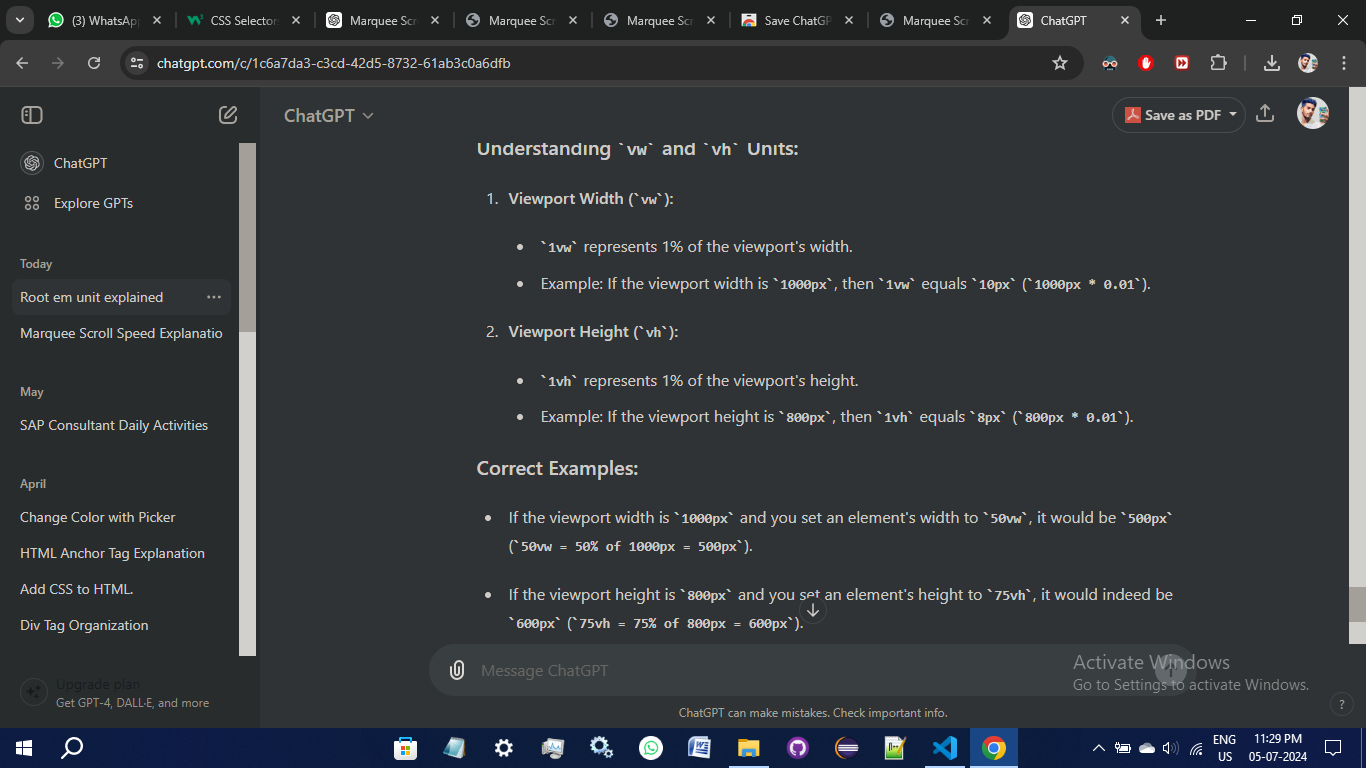 (3) WhatsApp
CSS Selector
Marquee Scr
Marquee Scr
Marquee Scr
Save ChatGP
Marquee Scr
ChatGPT
chatgpt.com/c/1c6a7da3-c3cd-42d5-8732-61ab3c0a6dfb
ChatGPT
Save as PDF
ChatGPT
Explore GPTs
Today
Root em unit explained
Marquee Scroll Speed Explanatio
May
SAP Consultant Daily Activities
April
Change Color with Picker
HTML Anchor Tag Explanation
Add CSS to HTML.
Div Tag Organization
Upgrade plan
Get GPT-4, DALL·E, and more
Understanding `vw` and `vh` Units:
1. Viewport Width (`vw`):
• `1vw` represents 1% of the viewport's width.
• Example: If the viewport width is `1000px`, then `1vw` equals `10px` (`1000px * 0.01`).
2. Viewport Height (`vh`):
• `1vh` represents 1% of the viewport's height.
• Example: If the viewport height is `800px`, then `1vh` equals `8px` (`800px * 0.01`).
Correct Examples:
• If the viewport width is `1000px` and you set an element's width to `50vw`, it would be `500px`
(`50vw = 50% of 1000px = 500px`).
• If the viewport height is `800px` and you set an element's height to `75vh`, it would indeed be
`600px` (`75vh = 75% of 800px = 600px`).
Message ChatGPT
Activate Windows
Go to Settings to activate Windows.
ChatGPT can make mistakes. Check important info.
?
ENG
US
11:29 PM
05-07-2024